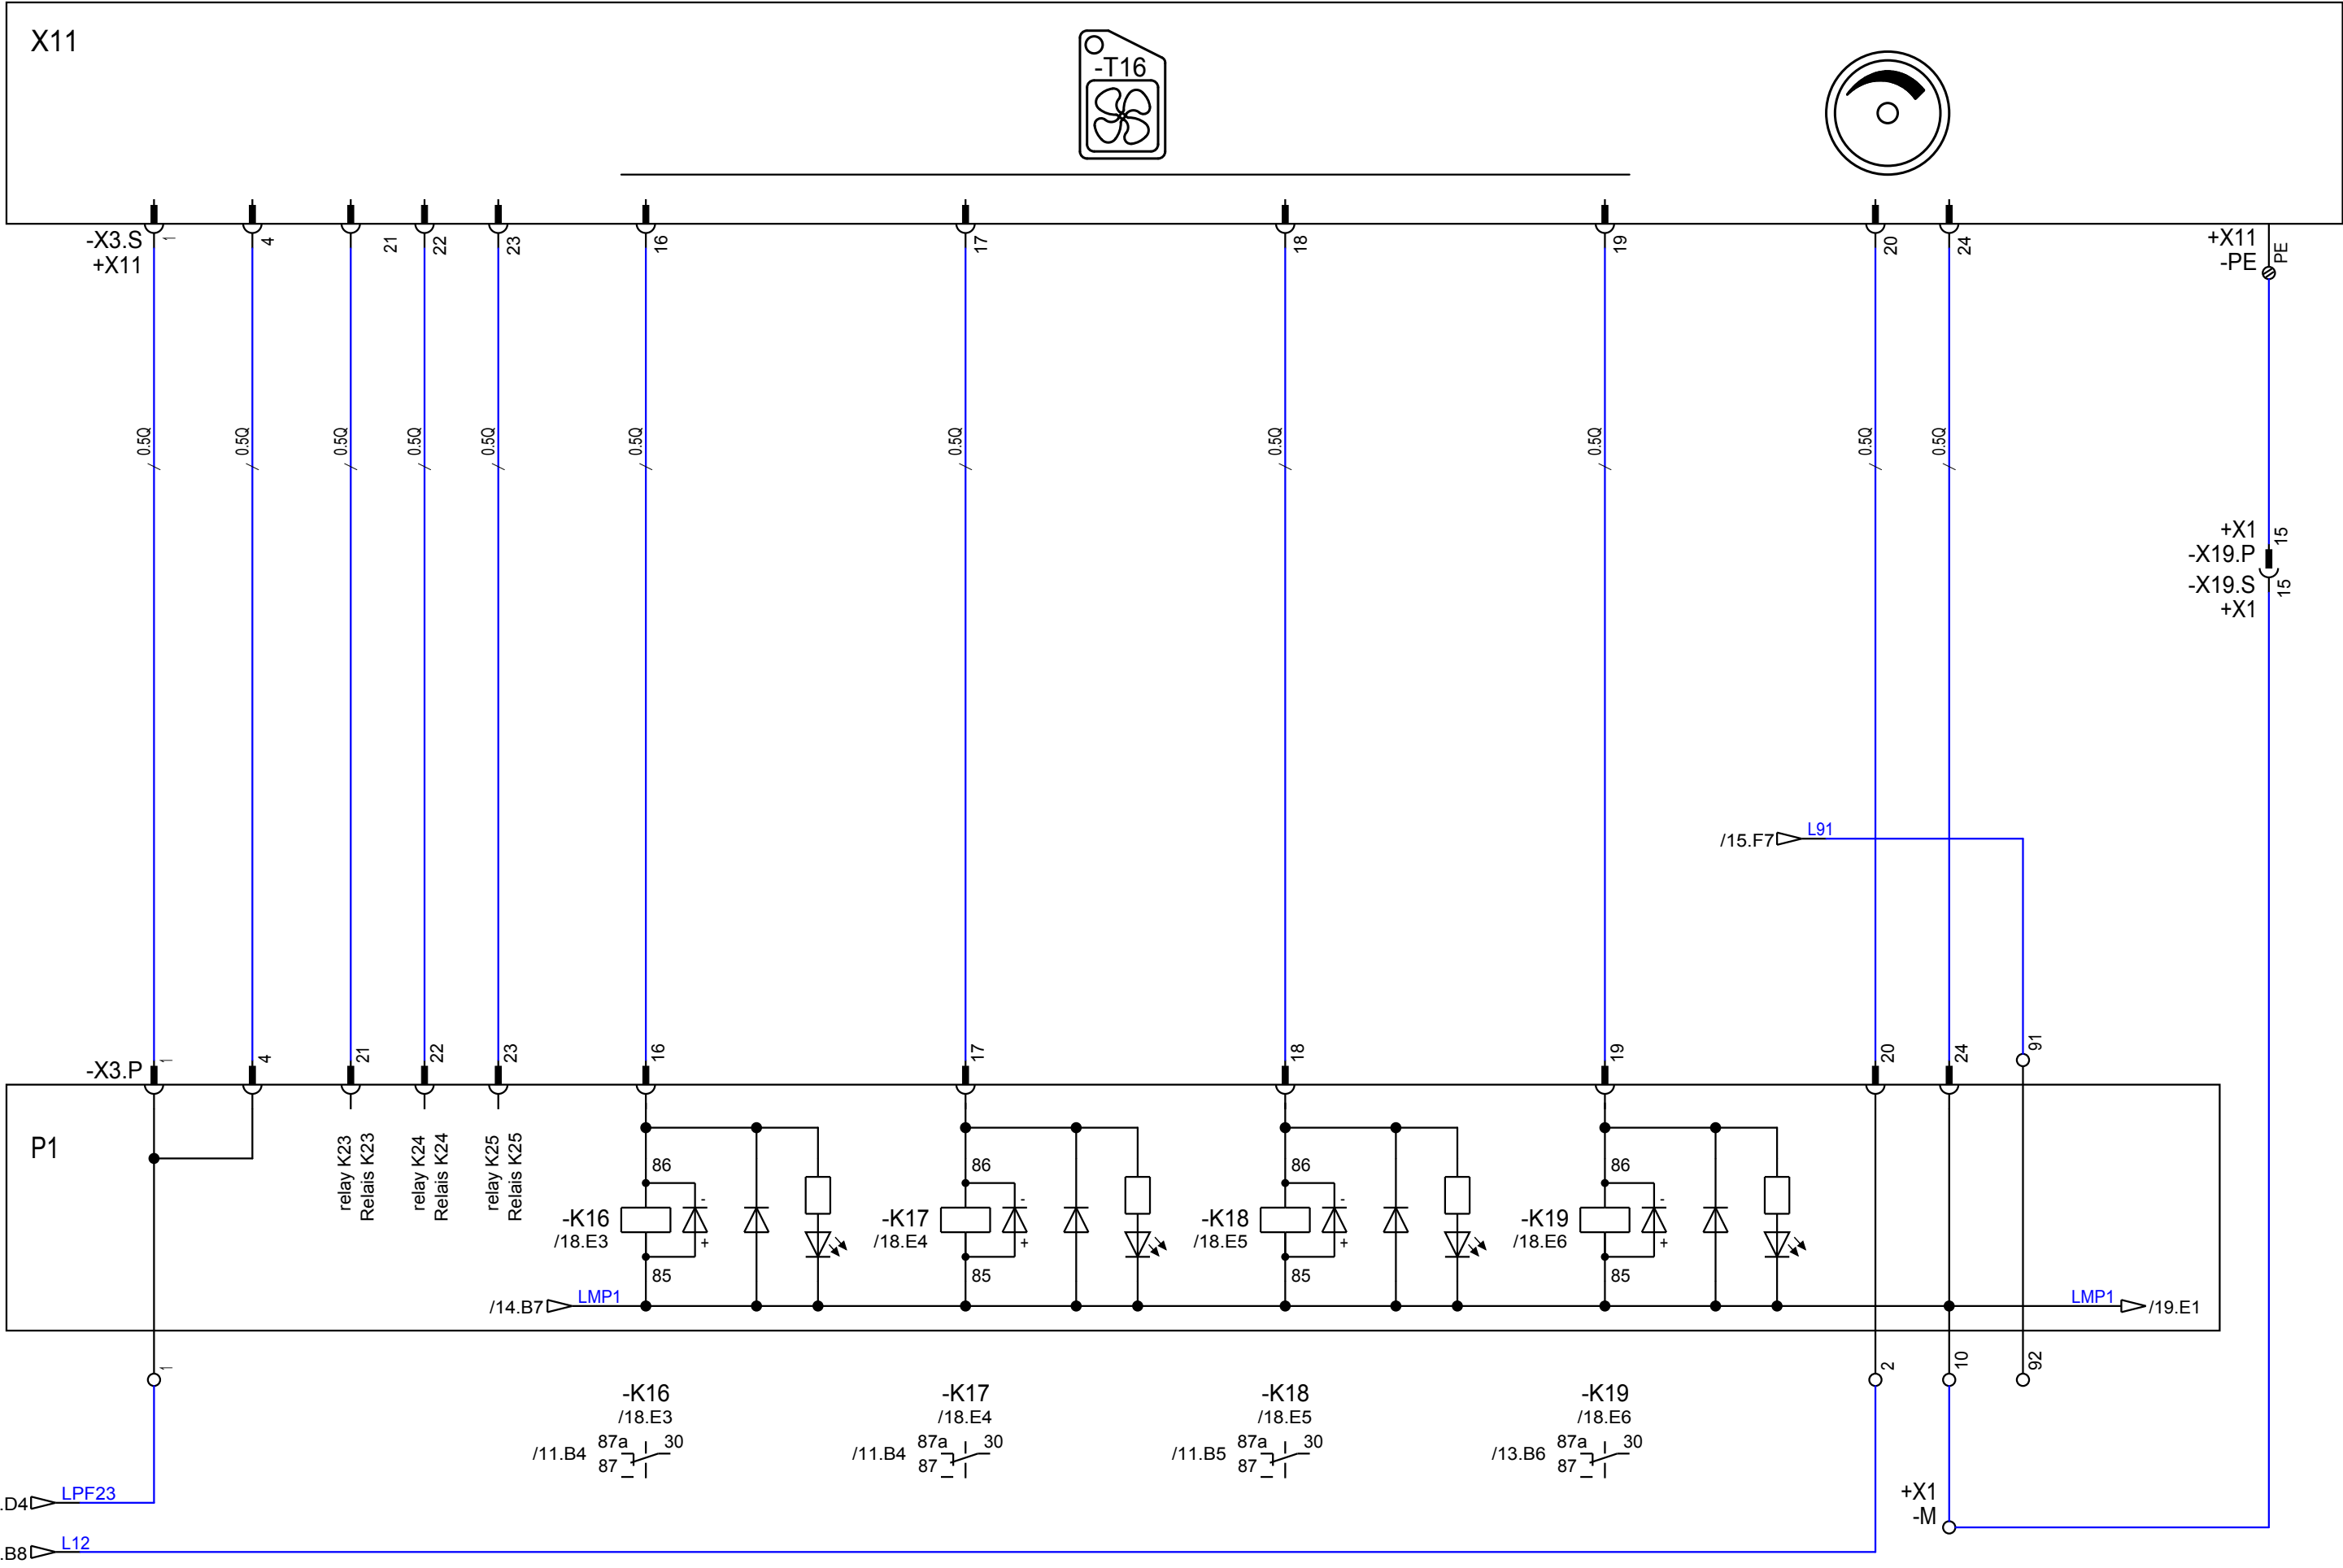 X11
-T16
-X3.S
+X11
1
4
21
22
23
16
17
18
19
20
24
+X11
-PE
PE
0.5Q
0.5Q
0.5Q
0.5Q
0.5Q
0.5Q
0.5Q
0.5Q
0.5Q
0.5Q
0.5Q
+X1
-X19.P
15
-X19.S
+X1
15
/15.F7
L91
-X3.P
1
4
21
22
23
16
17
18
19
20
24
91
P1
relay K23
Relais K23
relay K24
Relais K24
relay K25
Relais K25
86
-
-K16
/18.E3
+
85
86
-
-K17
/18.E4
+
85
86
-
-K18
/18.E5
+
85
86
-
-K19
/18.E6
+
85
/14.B7
LMP1
LMP1
/19.E1
1
2
10
92
-K16
/18.E3
/11.B4
87a
30
87
-K17
/18.E4
/11.B4
87a
30
87
-K18
/18.E5
/11.B5
87a
30
87
-K19
/18.E6
/13.B6
87a
30
87
+X1
-M
.D4
LPF23
.B8
L12